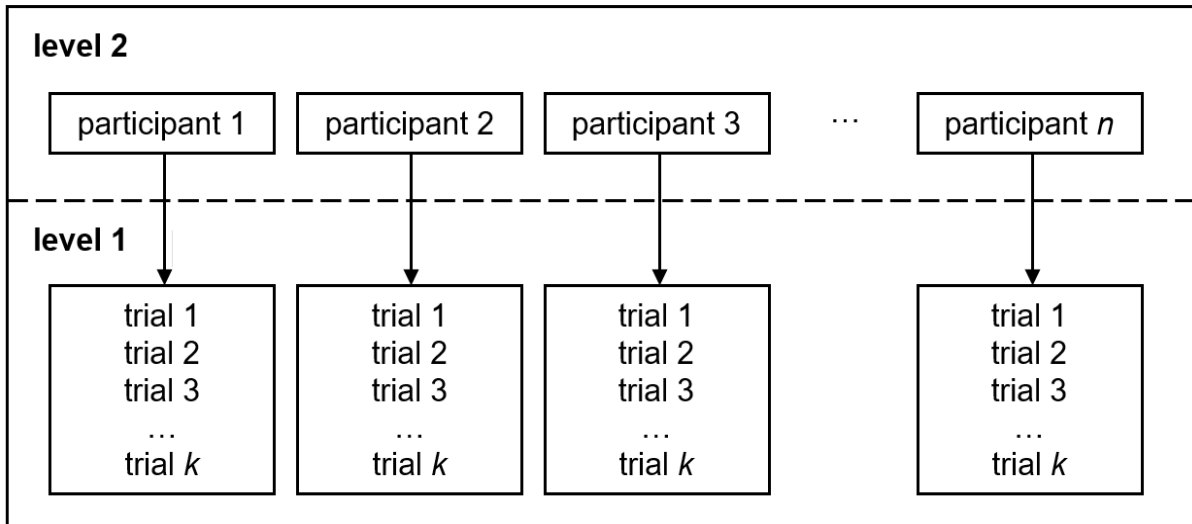 level 2
participant 1 participant 2 participant 3 … participant n
level 1
trial 1 trial 1 trial 1 trial 1
trial 2 trial 2 trial 2 trial 2
trial 3 trial 3 trial 3 trial 3
… … … …
trial k trial k trial k trial k